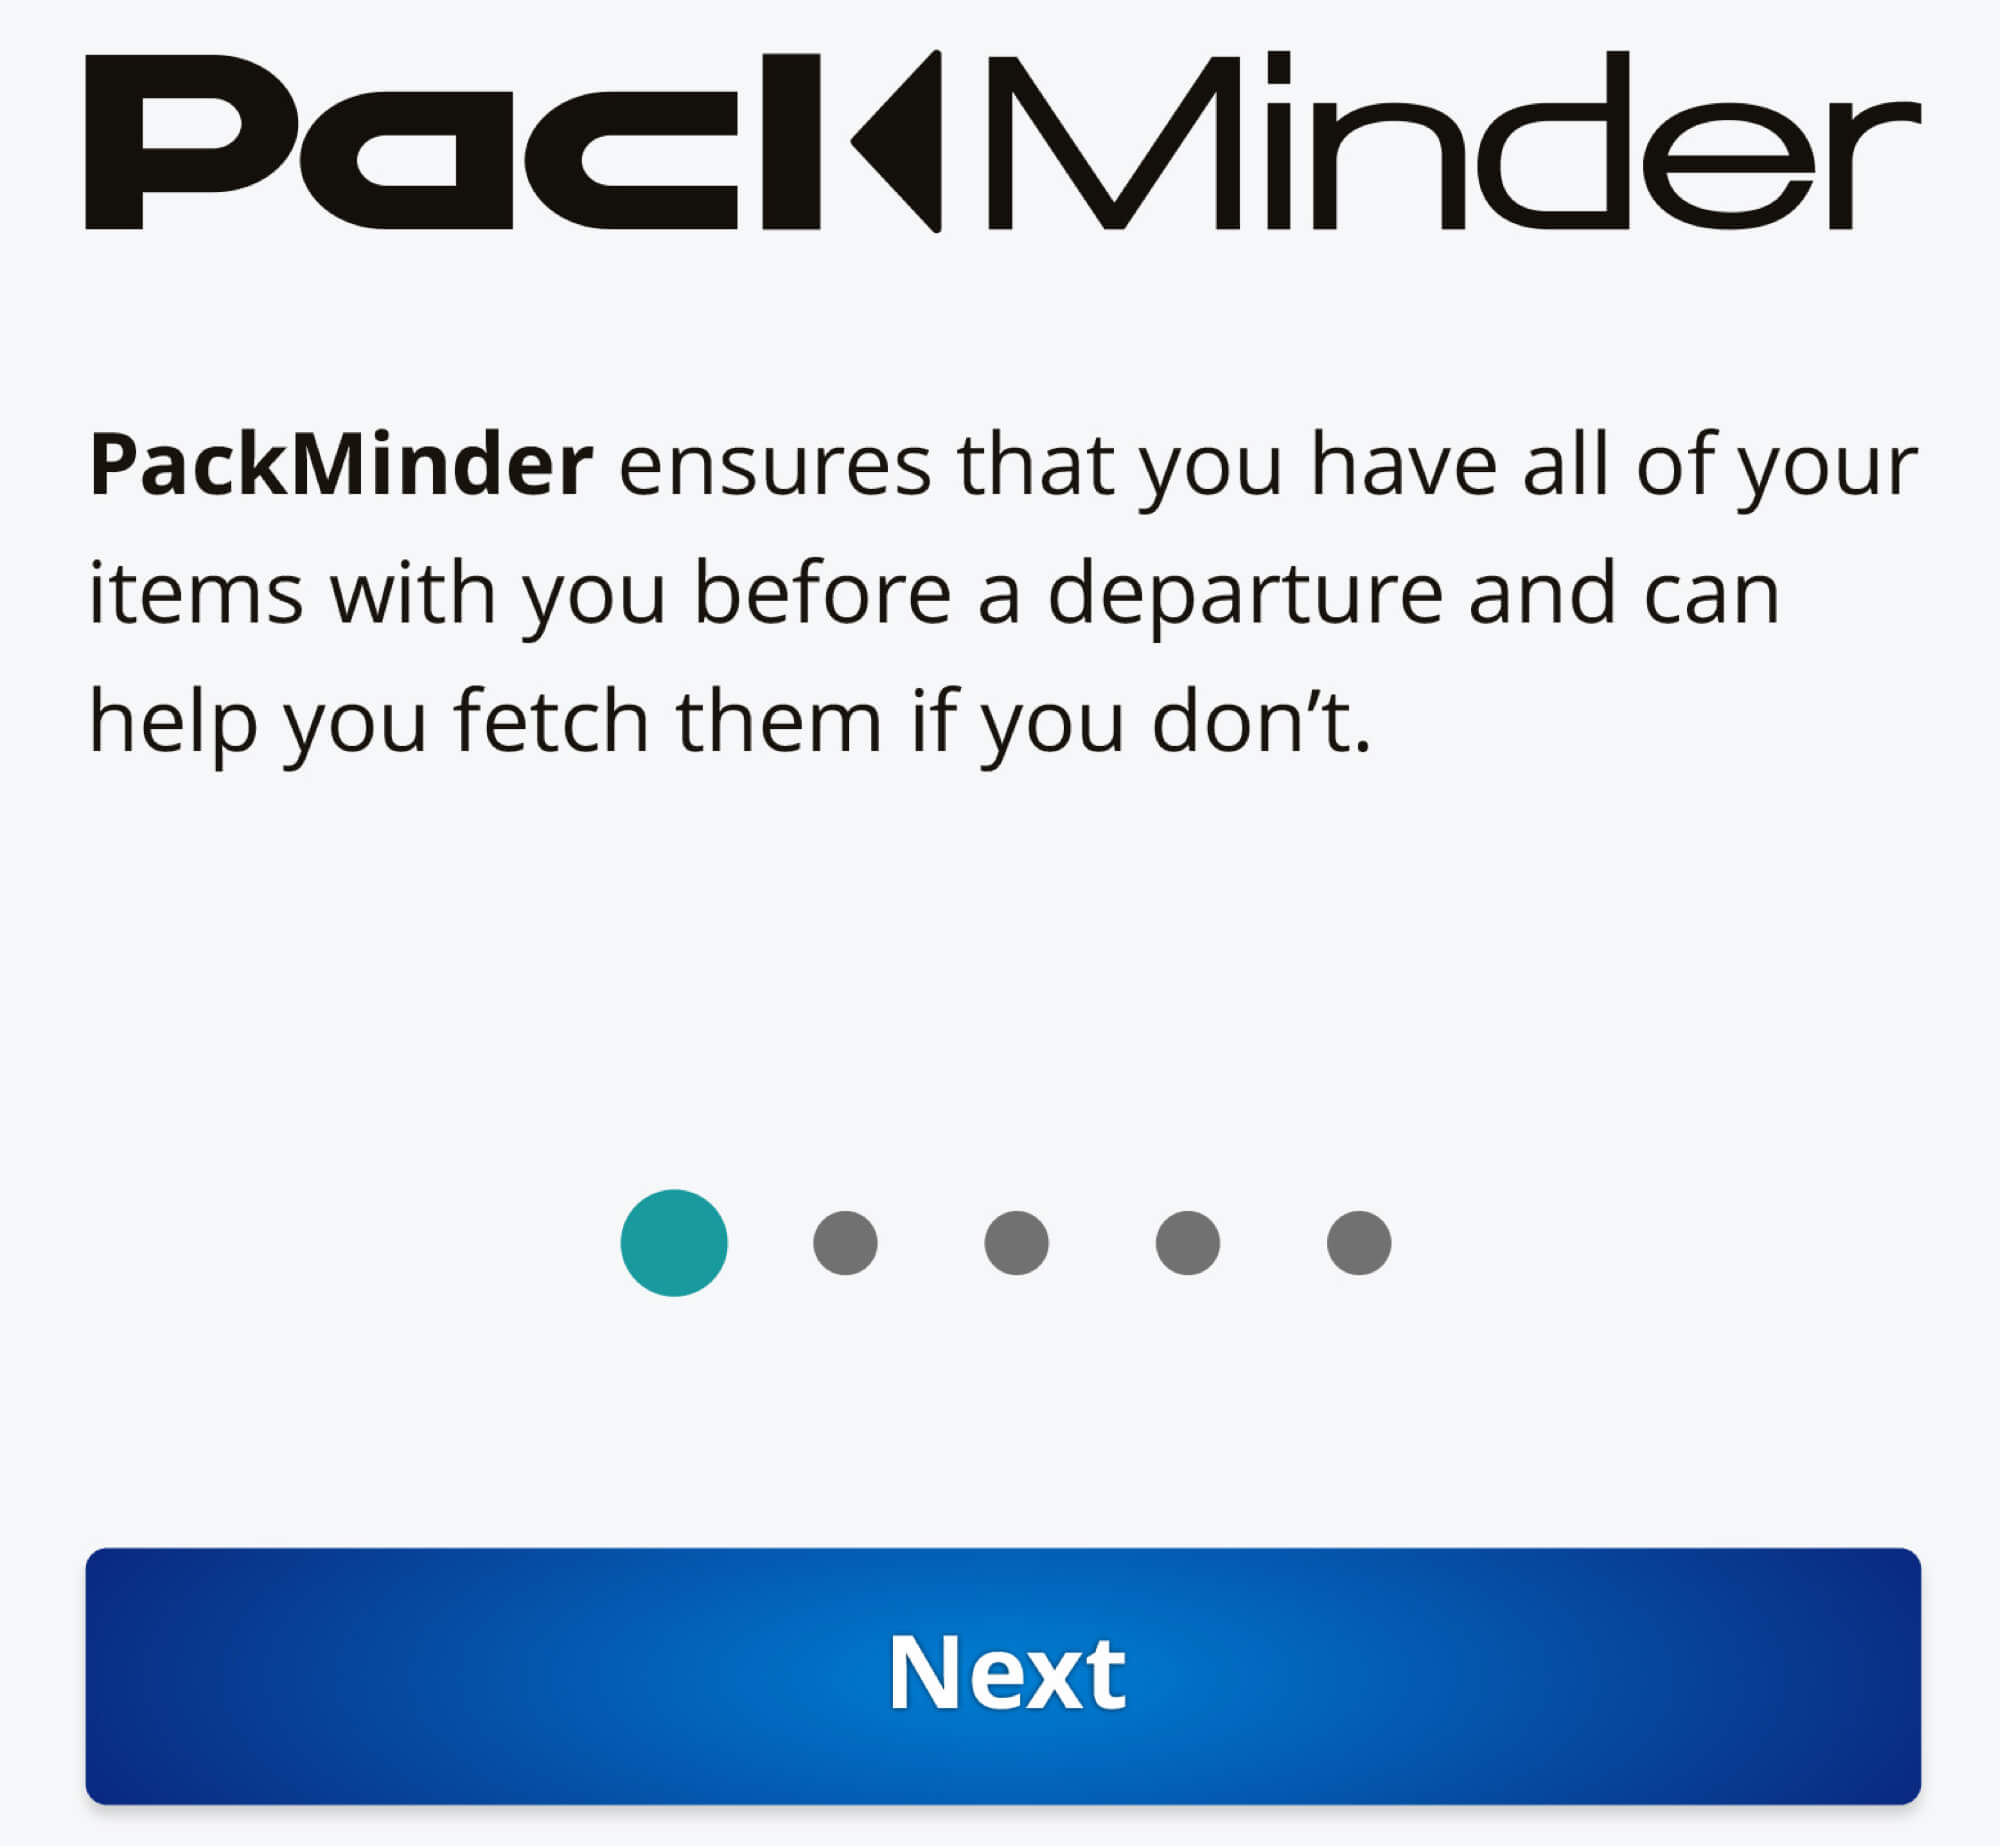 PackMinder
PackMinder ensures that you have all of your
items with you before a departure and can
help you fetch them if you don’t.
Next